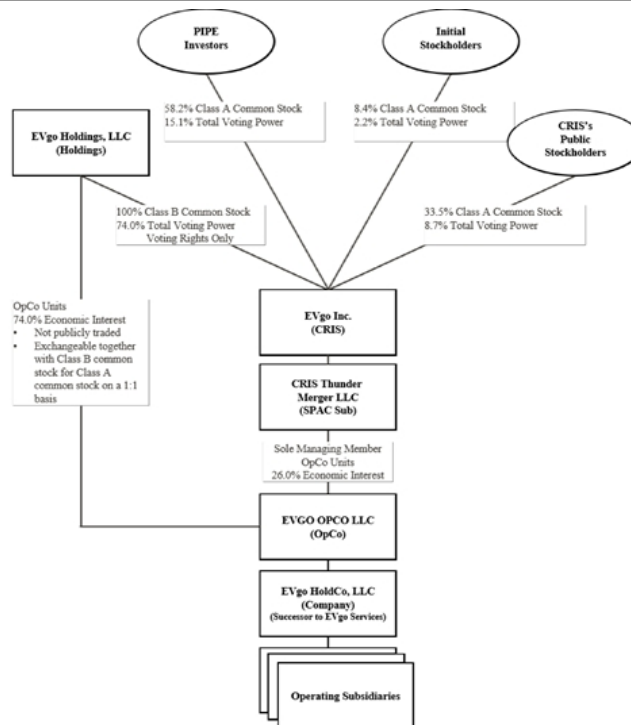 PIPE
Investors
Initial
Stockholders
58.2% Class A Common Stock
15.1% Total Voting Power
8.4% Class A Common Stock
2.2% Total Voting Power
EVgo Holdings, LLC
(Holdings)
CRIS's
Public
Stockholders
100% Class B Common Stock
74.0% Total Voting Power
Voting Rights Only
33.5% Class A Common Stock
8.7% Total Voting Power
OpCo Units
74.0% Economic Interest
• Not publicly traded
• Exchangeable together
with Class B common
stock for Class A
common stock on a 1:1
basis
EVgo Inc.
(CRIS)
CRIS Thunder
Merger LLC
(SPAC Sub)
Sole Managing Member
OpCo Units
26.0% Economic Interest
EVGO OPCO LLC
(OpCo)
EVgo HoldCo, LLC
(Company)
(Successor to EVgo Services)
Operating Subsidiaries